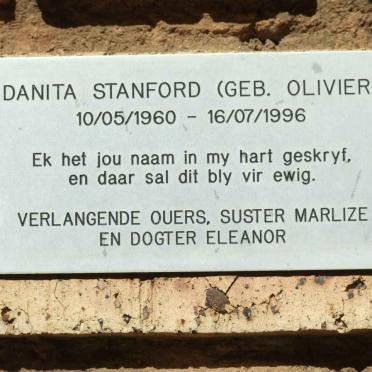 DANITA STANFORD (GEB. OLIVIER
10/05/1960 - 16/07/1996
Ek het jou naam in my hart geskryf,
en daar sal dit bly vir ewig.
VERLANGENDE OUERS, SUSTER MARLIZE
EN DOGTER ELEANOR